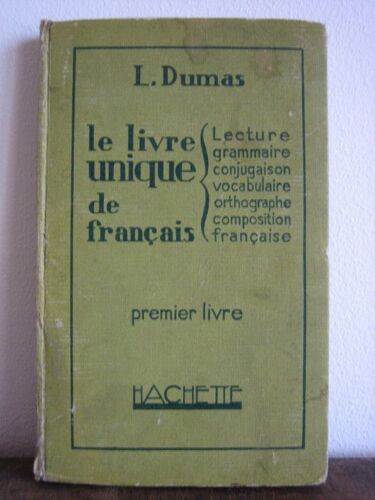 L. Dumas
le livre
unique
de
français
Lecture
grammaire
conjugaison
vocabulaire
orthographe
composition
française
premier livre
HACHETTE